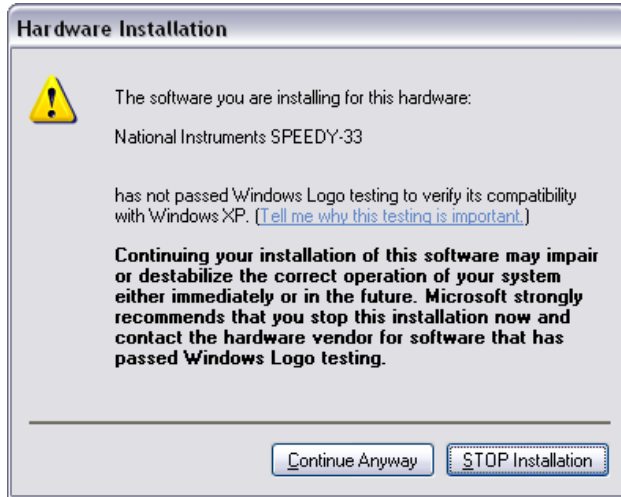 Hardware Installation
The software you are installing for this hardware:
National Instruments SPEEDY-33
has not passed Windows Logo testing to verify its compatibility
with Windows XP. (Tell me why this testing is important.)
Continuing your installation of this software may impair
or destabilize the correct operation of your system
either immediately or in the future. Microsoft strongly
recommends that you stop this installation now and
contact the hardware vendor for software that has
passed Windows Logo testing.
Continue Anyway
STOP Installation